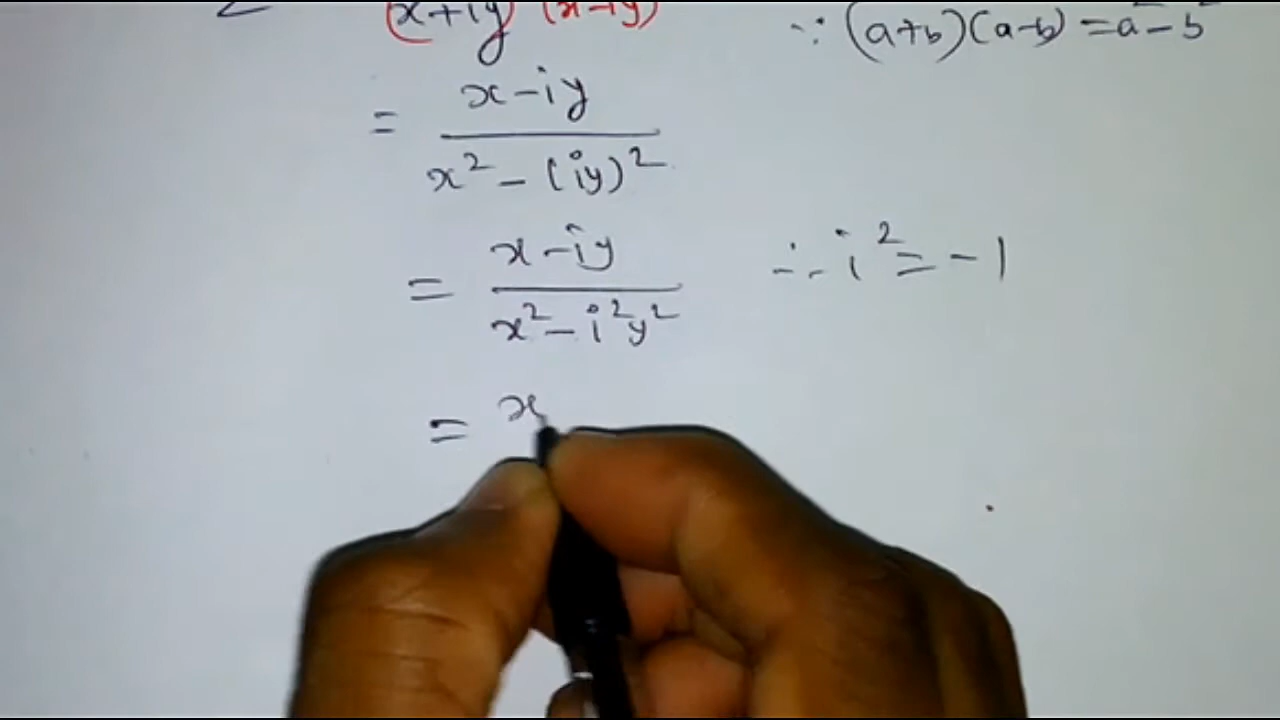 (x+iy) (x-iy) ∵ (a+b)(a-b) = a² - b²
= x-iy
x² - (iy)²
= x-iy ∴ i² = -1
x² - i²y²
= x